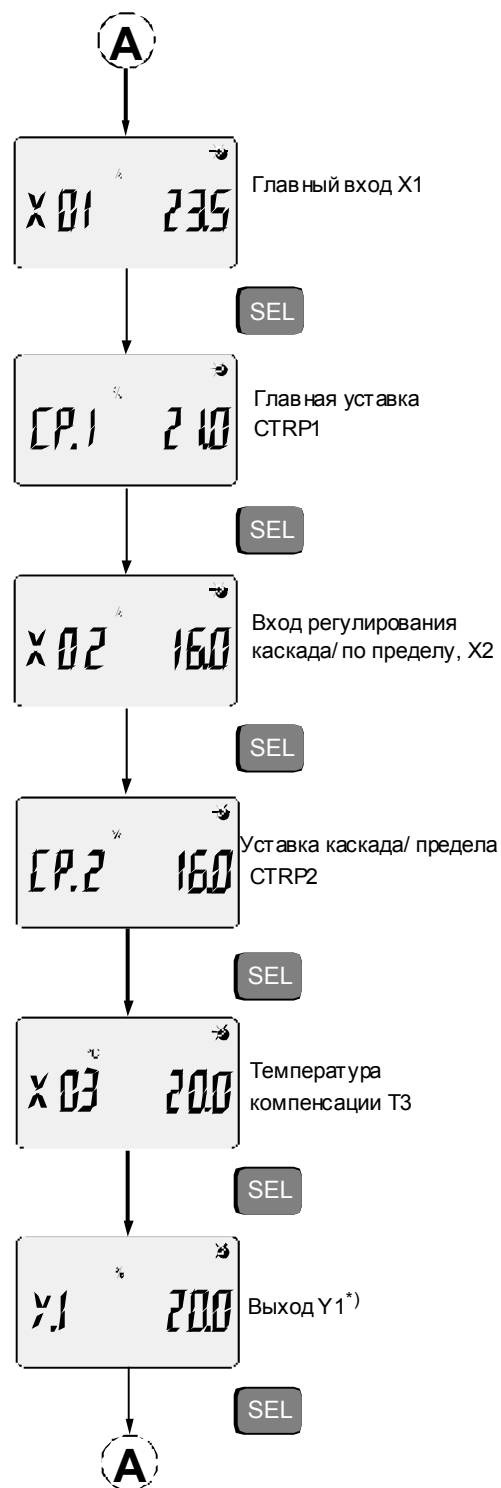 A
X 01 23.5
Главный вход X1
SEL
CP.1 21.0
Главная уставка
CTRP1
SEL
X 02 16.0
Вход регулирования
каскада/ по пределу, X2
SEL
CP.2 16.0
Уставка каскада/ предела
CTRP2
SEL
°C
X 03 20.0
Температура
компенсации T3
SEL
%
Y.1 20.0
Выход Y1*)
SEL
A